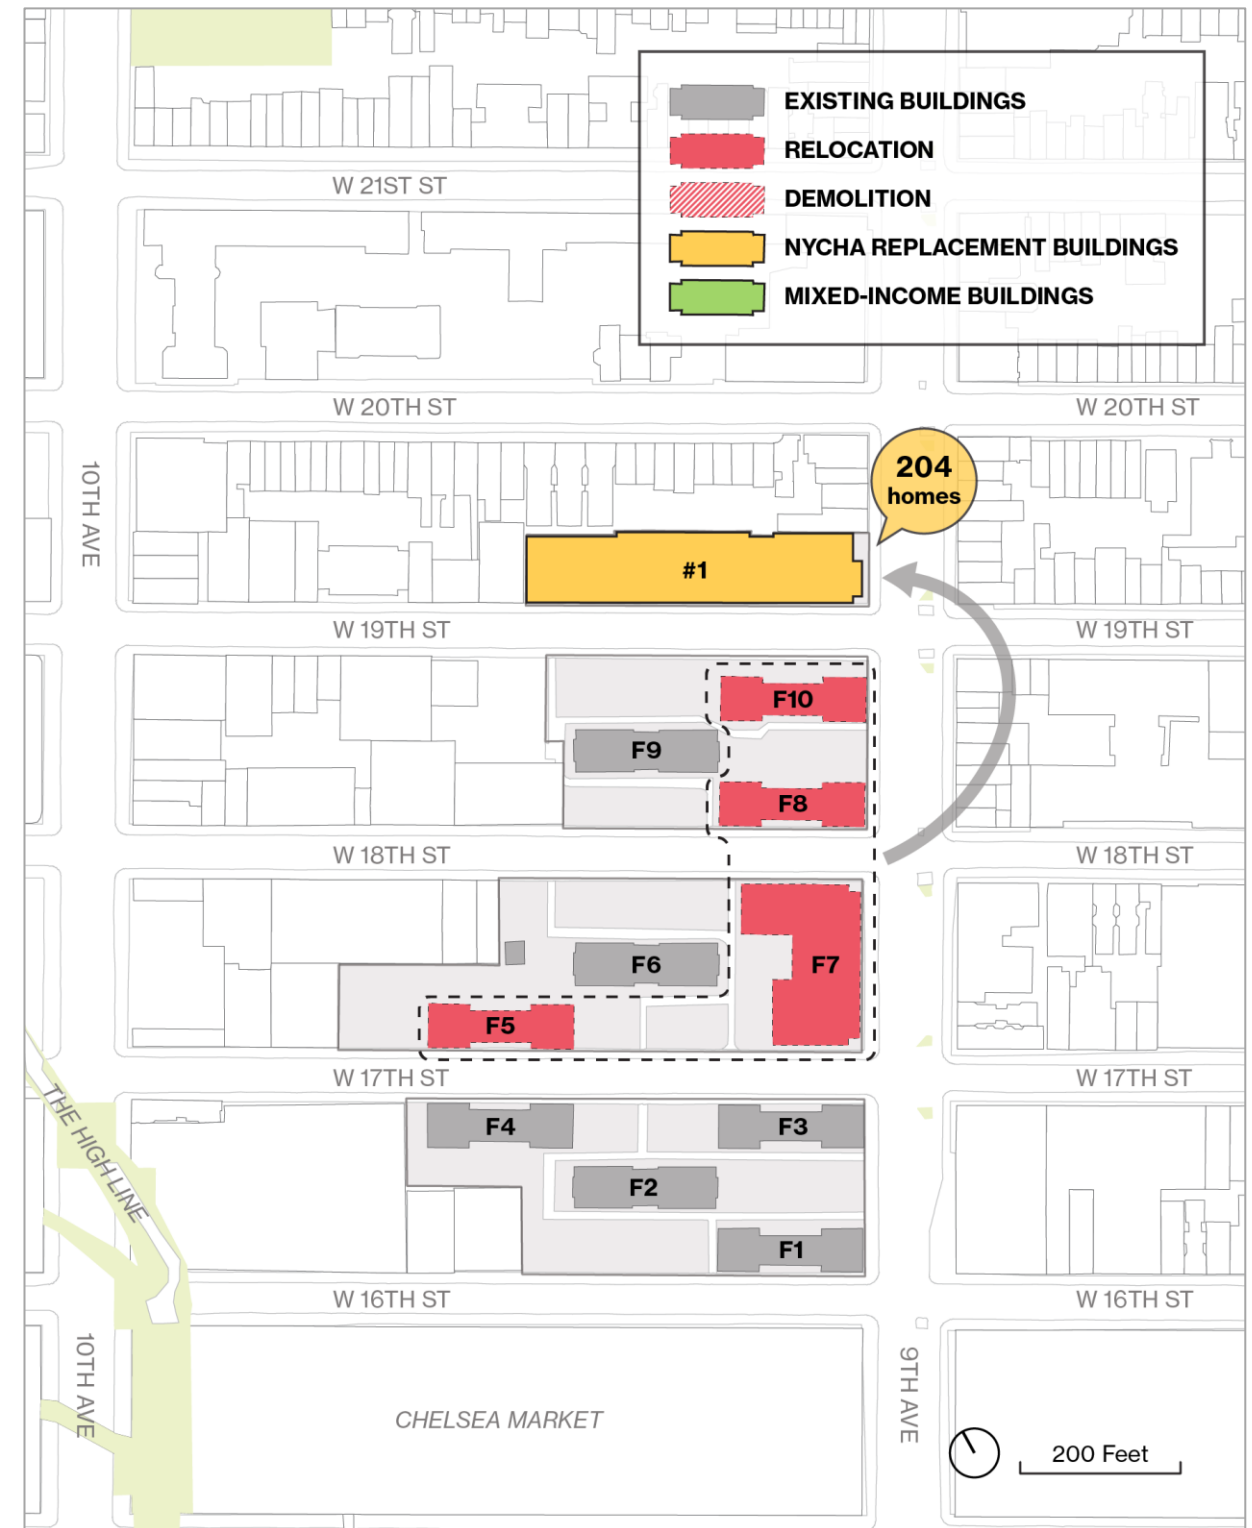 EXISTING BUILDINGS
RELOCATION
DEMOLITION
NYCHA REPLACEMENT BUILDINGS
MIXED-INCOME BUILDINGS
W 21ST ST
W 20TH ST
W 20TH ST
10TH AVE
204
homes
#1
W 19TH ST
W 19TH ST
F10
F9
F8
W 18TH ST
W 18TH ST
F7
F6
F5
W 17TH ST
W 17TH ST
THE HIGH LINE
F4
F3
F2
F1
W 16TH ST
W 16TH ST
10TH AVE
9TH AVE
CHELSEA MARKET
200 Feet